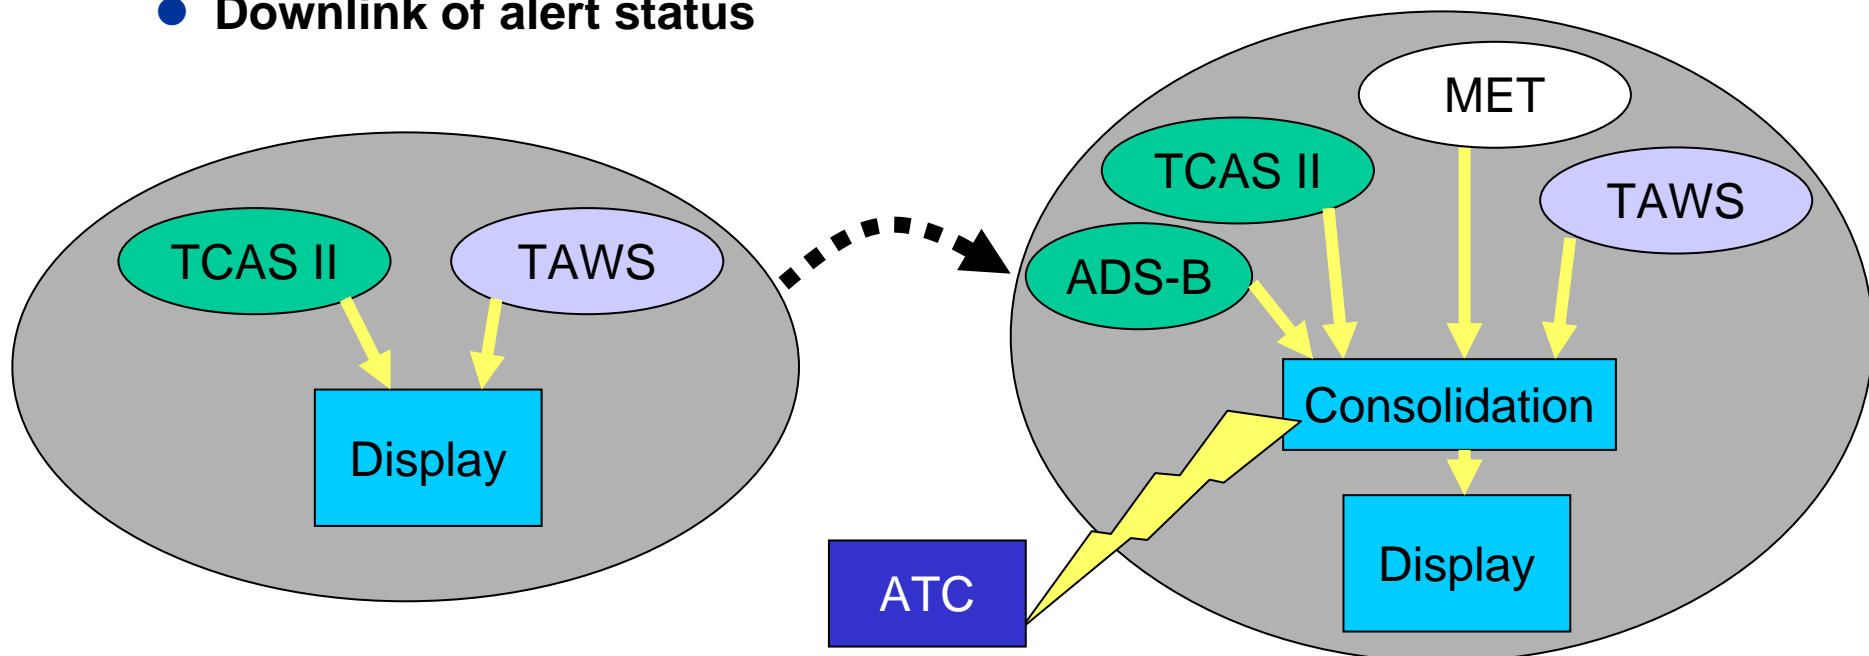 Downlink of alert status
TCAS II
TAWS
Display
MET
TCAS II
TAWS
ADS-B
Consolidation
Display
ATC